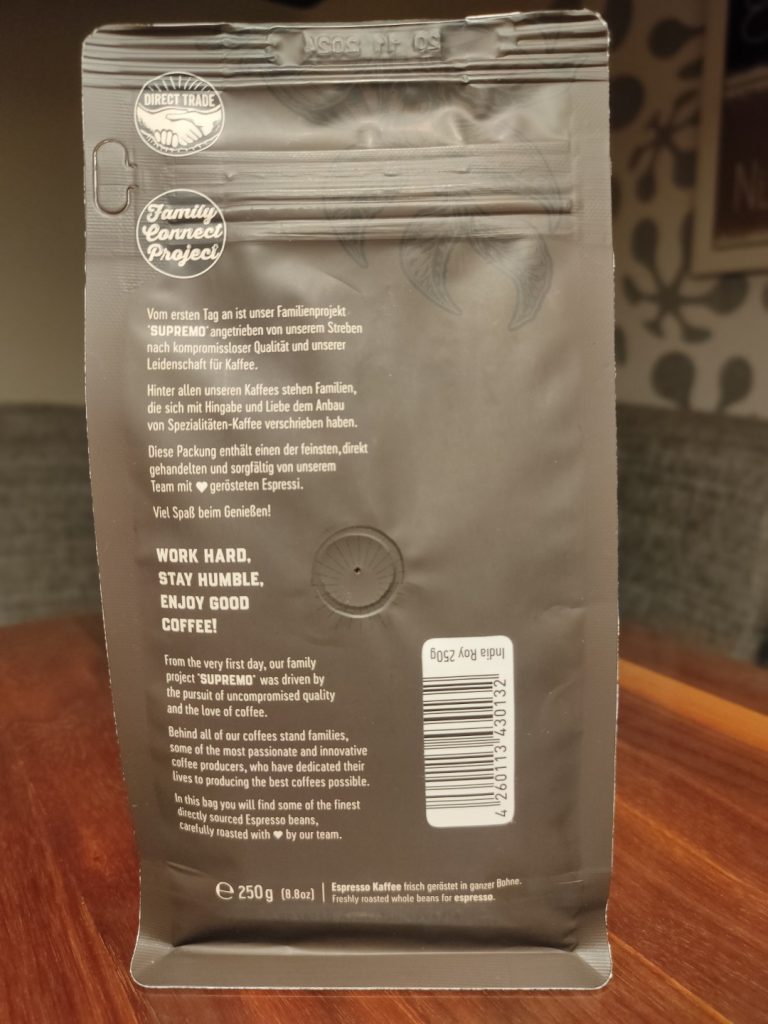 20 11 2024
DIRECT TRADE
Family
Connect
Project
Vom ersten Tag an ist unser Familienprojekt
"SUPREMO" angetrieben von unserem Streben
nach kompromissloser Qualität und unserer
Leidenschaft für Kaffee.
Hinter allen unseren Kaffees stehen Familien,
die sich mit Hingabe und Liebe dem Anbau
von Spezialitäten-Kaffee verschrieben haben.
Diese Packung enthält einen der feinsten, direkt
gehandelten und sorgfältig von unserem
Team mit ♥ gerösteten Espressi.
Viel Spaß beim Genießen!
WORK HARD,
STAY HUMBLE,
ENJOY GOOD
COFFEE!
From the very first day, our family
project "SUPREMO" was driven by
the pursuit of uncompromised quality
and the love of coffee.
Behind all of our coffees stand families,
some of the most passionate and innovative
coffee producers, who have dedicated their
lives to producing the best coffees possible.
In this bag you will find some of the finest
directly sourced Espresso beans,
carefully roasted with ♥ by our team.
India Roy 250g
4 260113 430132
℮ 250g (8.8oz)
Espresso Kaffee frisch geröstet in ganzer Bohne.
Freshly roasted whole beans for espresso.